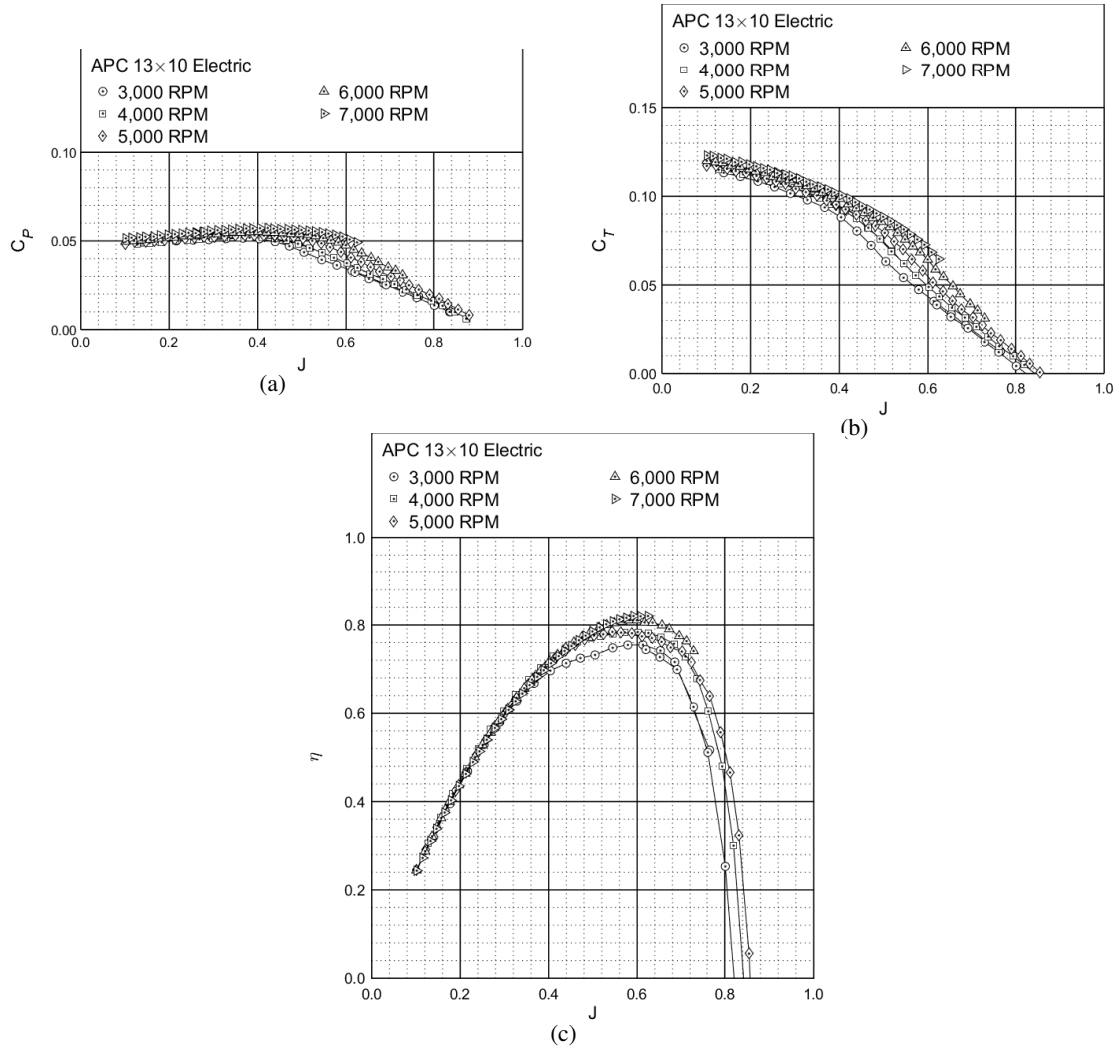 APC 13×10 Electric
3,000 RPM
4,000 RPM
5,000 RPM
6,000 RPM
7,000 RPM
0.10
0.05
0.00
C_P
0.0 0.2 0.4 0.6 0.8 1.0
J
(a)
APC 13×10 Electric
3,000 RPM
4,000 RPM
5,000 RPM
6,000 RPM
7,000 RPM
0.15
0.10
0.05
0.00
C_T
0.0 0.2 0.4 0.6 0.8 1.0
J
(b)
APC 13×10 Electric
3,000 RPM
4,000 RPM
5,000 RPM
6,000 RPM
7,000 RPM
1.0
0.8
0.6
0.4
0.2
0.0
η
0.0 0.2 0.4 0.6 0.8 1.0
J
(c)